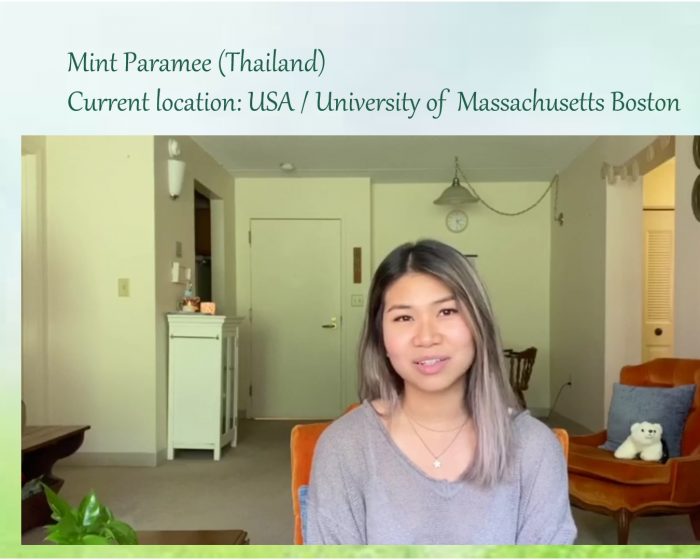 Mint Paramee (Thailand)
Current location: USA / University of Massachusetts Boston